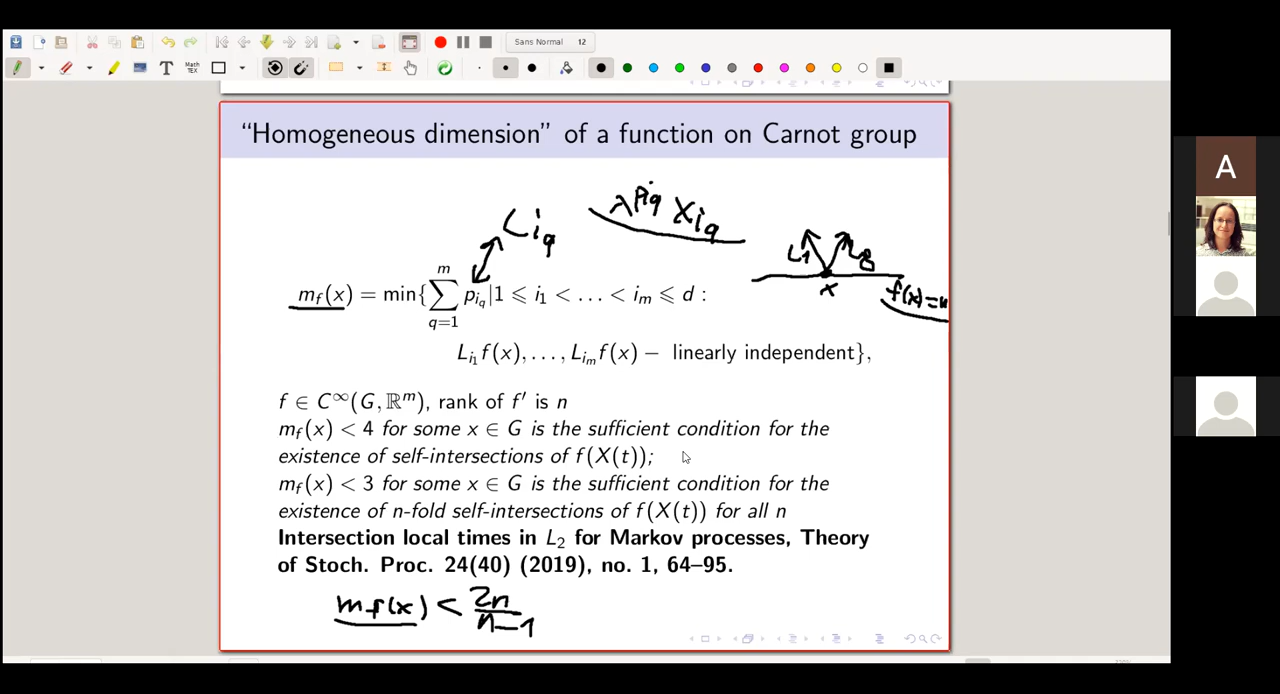 Sans Normal 12
Math
TEX
A
"Homogeneous dimension" of a function on Carnot group
L_{i_q}
λ^{p_{i_q}} X_{i_q}
L_1
x
m_f(x) = min{∑_{q=1}^{m} p_{i_q}|1 ⩽ i_1 < … < i_m ⩽ d :
L_{i_1}f(x), …, L_{i_m}f(x) − linearly independent},
f ∈ C^∞(G, ℝ^m), rank of f′ is n
m_f(x) < 4 for some x ∈ G is the sufficient condition for the
existence of self-intersections of f(X(t));
m_f(x) < 3 for some x ∈ G is the sufficient condition for the
existence of n-fold self-intersections of f(X(t)) for all n
Intersection local times in L_2 for Markov processes, Theory
of Stoch. Proc. 24(40) (2019), no. 1, 64–95.
m_f(x) < 2n/(n−1)